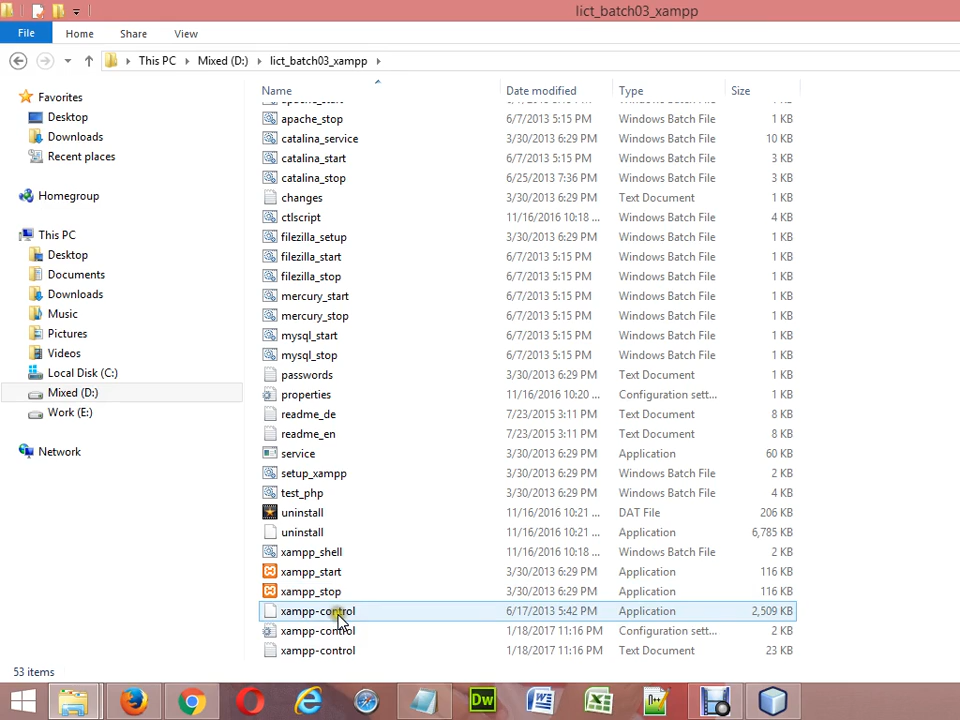 lict_batch03_xampp
File Home Share View
This PC Mixed (D:) lict_batch03_xampp
Name Date modified Type Size
Favorites
Desktop
Downloads
Recent places
Homegroup
This PC
Desktop
Documents
Downloads
Music
Pictures
Videos
Local Disk (C:)
Mixed (D:)
Work (E:)
Network
apache_stop 6/7/2013 5:15 PM Windows Batch File 1 KB
catalina_service 3/30/2013 6:29 PM Windows Batch File 10 KB
catalina_start 6/7/2013 5:15 PM Windows Batch File 3 KB
catalina_stop 6/25/2013 7:36 PM Windows Batch File 3 KB
changes 3/30/2013 6:29 PM Text Document 1 KB
ctlscript 11/16/2016 10:18 ... Windows Batch File 4 KB
filezilla_setup 3/30/2013 6:29 PM Windows Batch File 1 KB
filezilla_start 6/7/2013 5:15 PM Windows Batch File 1 KB
filezilla_stop 6/7/2013 5:15 PM Windows Batch File 1 KB
mercury_start 6/7/2013 5:15 PM Windows Batch File 1 KB
mercury_stop 6/7/2013 5:15 PM Windows Batch File 1 KB
mysql_start 6/7/2013 5:15 PM Windows Batch File 1 KB
mysql_stop 6/7/2013 5:15 PM Windows Batch File 1 KB
passwords 3/30/2013 6:29 PM Text Document 1 KB
properties 11/16/2016 10:20 ... Configuration sett... 1 KB
readme_de 7/23/2015 3:11 PM Text Document 8 KB
readme_en 7/23/2015 3:11 PM Text Document 8 KB
service 3/30/2013 6:29 PM Application 60 KB
setup_xampp 3/30/2013 6:29 PM Windows Batch File 2 KB
test_php 3/30/2013 6:29 PM Windows Batch File 4 KB
uninstall 11/16/2016 10:21 ... DAT File 206 KB
uninstall 11/16/2016 10:21 ... Application 6,785 KB
xampp_shell 11/16/2016 10:18 ... Windows Batch File 2 KB
xampp_start 3/30/2013 6:29 PM Application 116 KB
xampp_stop 3/30/2013 6:29 PM Application 116 KB
xampp-control 6/17/2013 5:42 PM Application 2,509 KB
xampp-control 1/18/2017 11:16 PM Configuration sett... 1 KB
xampp-control 1/18/2017 11:16 PM Text Document 23 KB
53 items
Dw